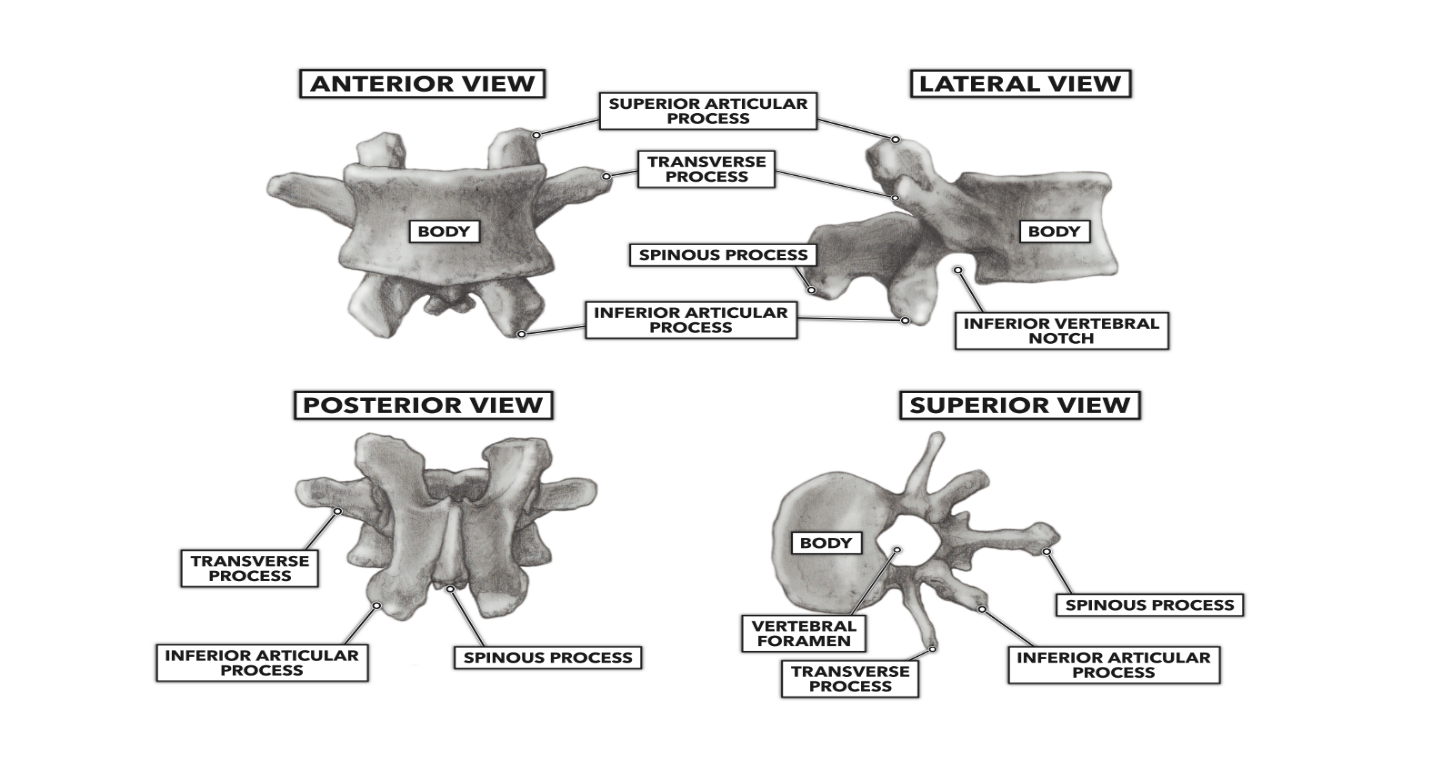 ANTERIOR VIEW
LATERAL VIEW
SUPERIOR ARTICULAR
PROCESS
TRANSVERSE
PROCESS
BODY
BODY
SPINOUS PROCESS
INFERIOR ARTICULAR
PROCESS
INFERIOR VERTEBRAL
NOTCH
POSTERIOR VIEW
SUPERIOR VIEW
TRANSVERSE
PROCESS
INFERIOR ARTICULAR
PROCESS
SPINOUS PROCESS
BODY
VERTEBRAL
FORAMEN
TRANSVERSE
PROCESS
SPINOUS PROCESS
INFERIOR ARTICULAR
PROCESS